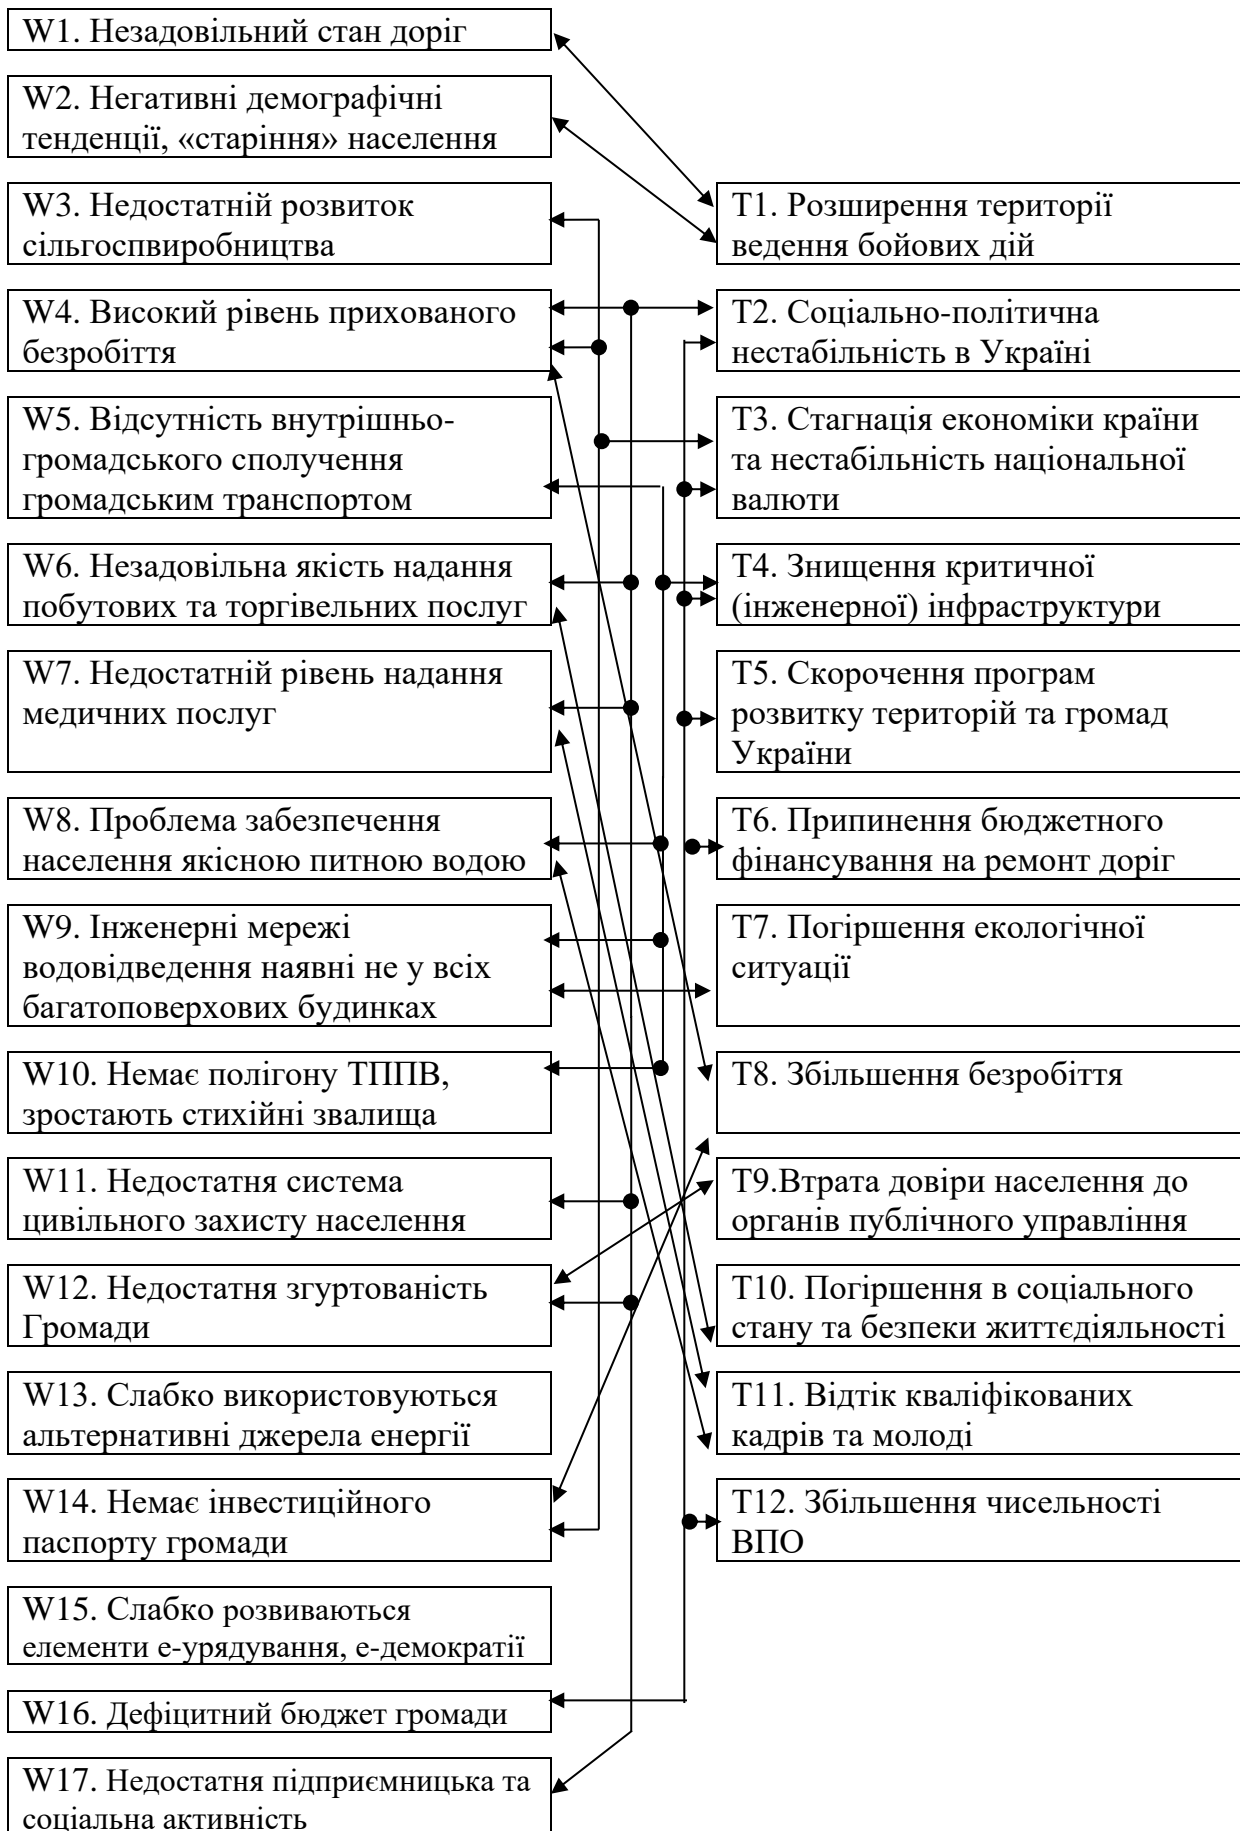 W1. Незадовільний стан доріг
W2. Негативні демографічні
тенденції, «старіння» населення
W3. Недостатній розвиток
сільгоспвиробництва
W4. Високий рівень прихованого
безробіття
W5. Відсутність внутрішньо-
громадського сполучення
громадським транспортом
W6. Незадовільна якість надання
побутових та торгівельних послуг
W7. Недостатній рівень надання
медичних послуг
W8. Проблема забезпечення
населення якісною питною водою
W9. Інженерні мережі
водовідведення наявні не у всіх
багатоповерхових будинках
W10. Немає полігону ТППВ,
зростають стихійні звалища
W11. Недостатня система
цивільного захисту населення
W12. Недостатня згуртованість
Громади
W13. Слабко використовуються
альтернативні джерела енергії
W14. Немає інвестиційного
паспорту громади
W15. Слабко розвиваються
елементи е-урядування, е-демократії
W16. Дефіцитний бюджет громади
W17. Недостатня підприємницька та
соціальна активність
T1. Розширення території
ведення бойових дій
T2. Соціально-політична
нестабільність в Україні
T3. Стагнація економіки країни
та нестабільність національної
валюти
T4. Знищення критичної
(інженерної) інфраструктури
T5. Скорочення програм
розвитку територій та громад
України
T6. Припинення бюджетного
фінансування на ремонт доріг
T7. Погіршення екологічної
ситуації
T8. Збільшення безробіття
T9.Втрата довіри населення до
органів публічного управління
T10. Погіршення в соціального
стану та безпеки життєдіяльності
T11. Відтік кваліфікованих
кадрів та молоді
T12. Збільшення чисельності
ВПО